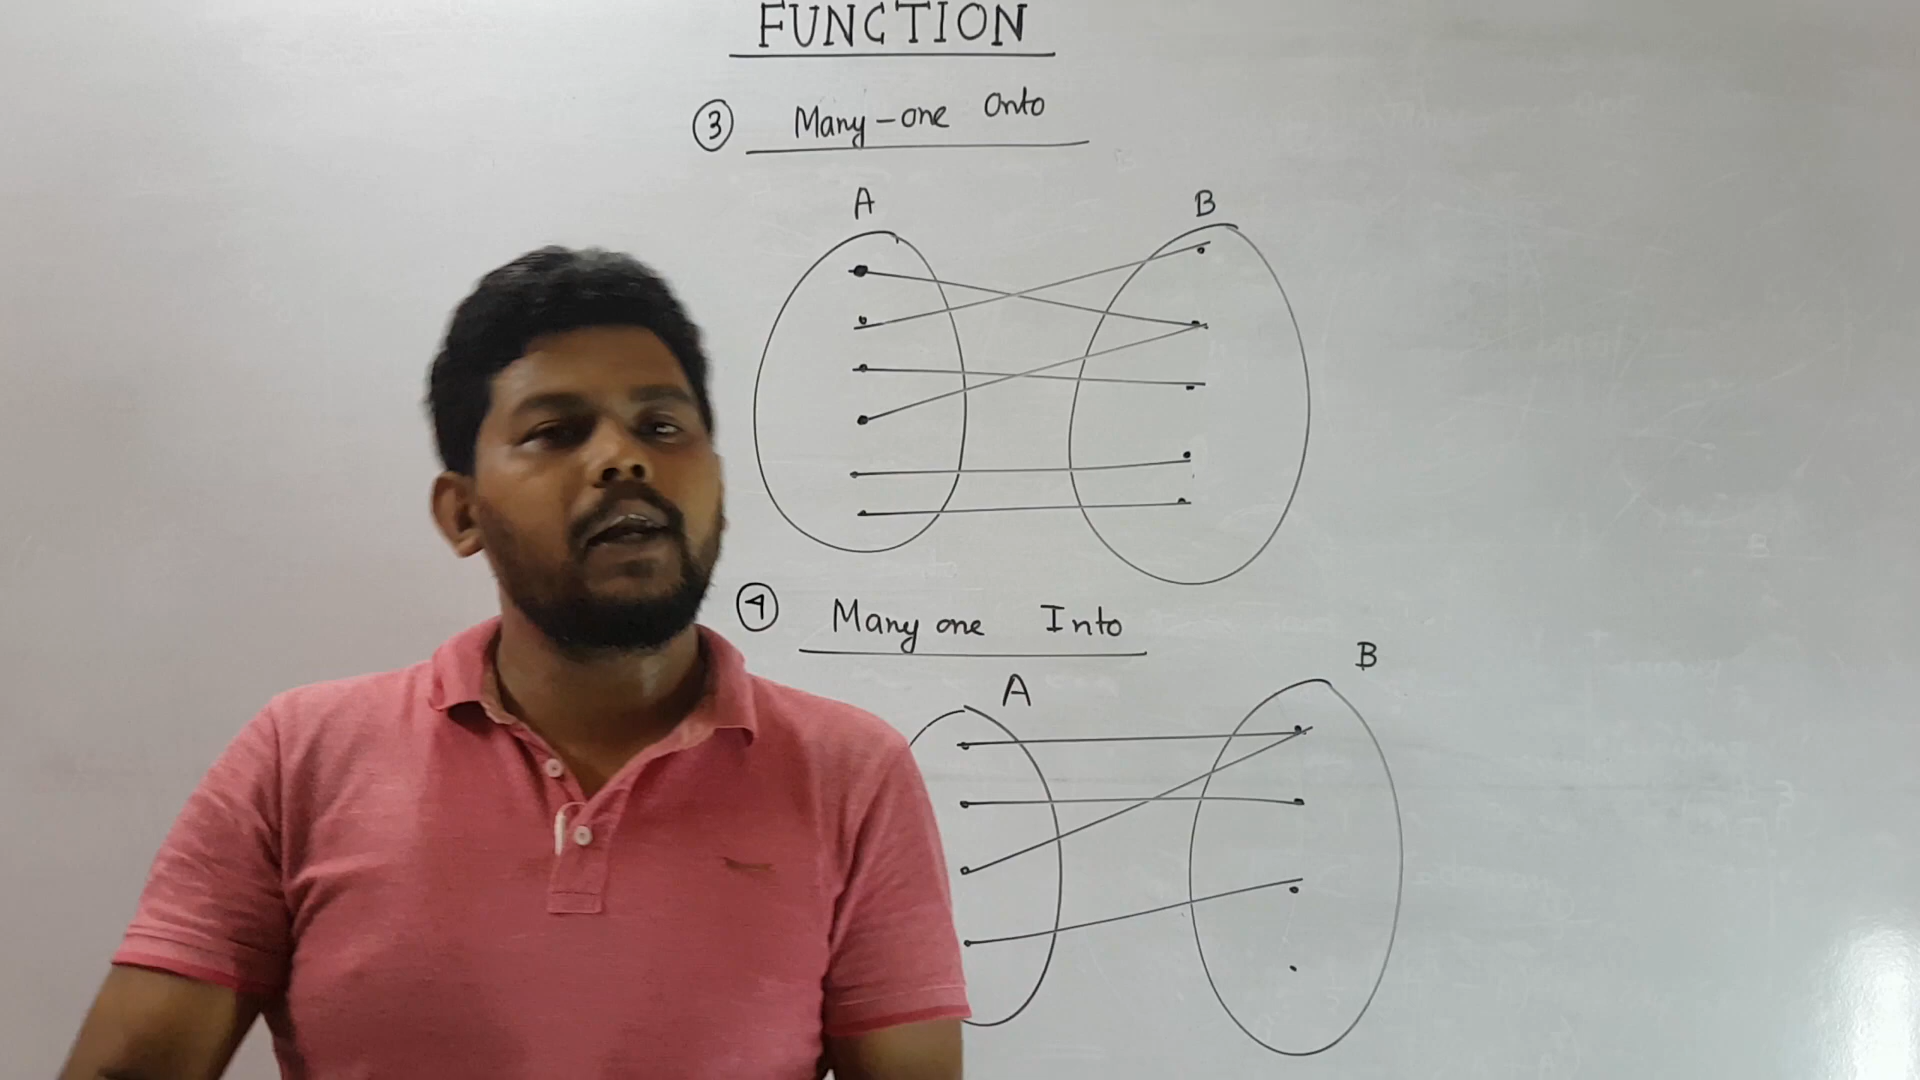 FUNCTION
③ Many-one Onto
A B
④ Many one Into
A B